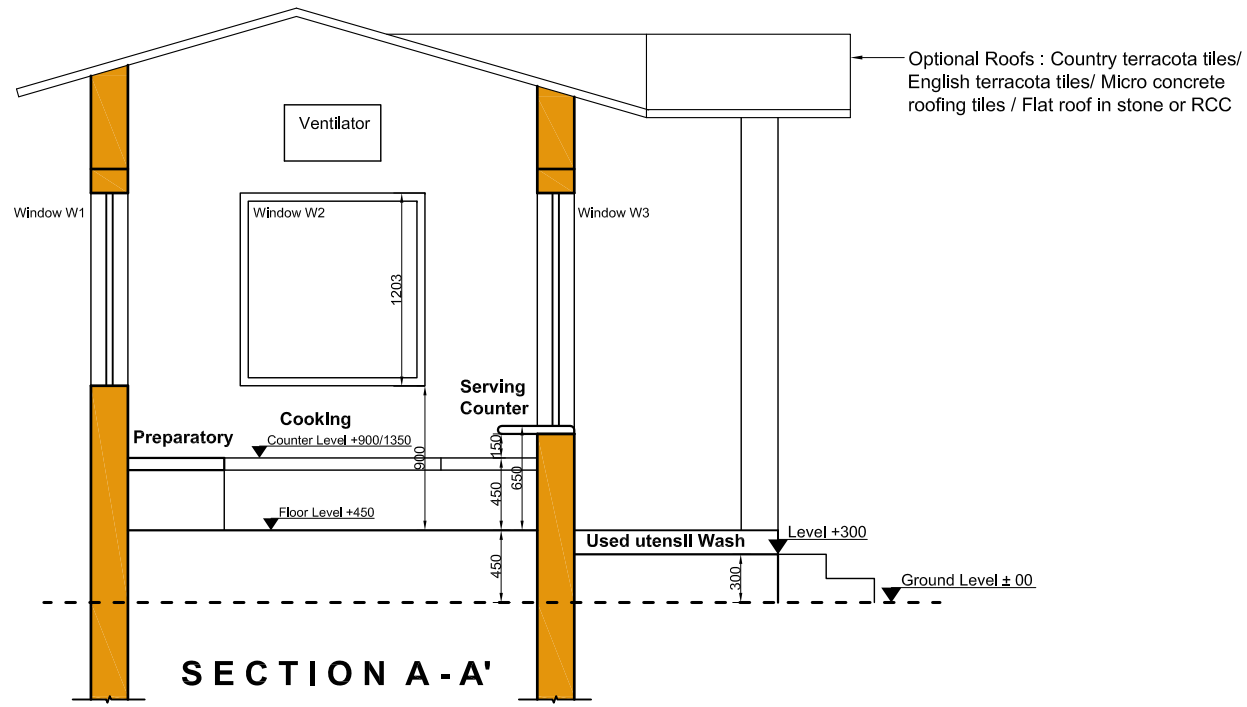 Optional Roofs : Country terracota tiles/
English terracota tiles/ Micro concrete
roofing tiles / Flat roof in stone or RCC
Ventilator
Window W1
Window W2
Window W3
1203
Serving
Counter
Cooking
Preparatory
Counter Level +900/1350
900
150
650
450
Floor Level +450
Used utensil Wash
Level +300
450
300
Ground Level ± 00
SECTION A-A'